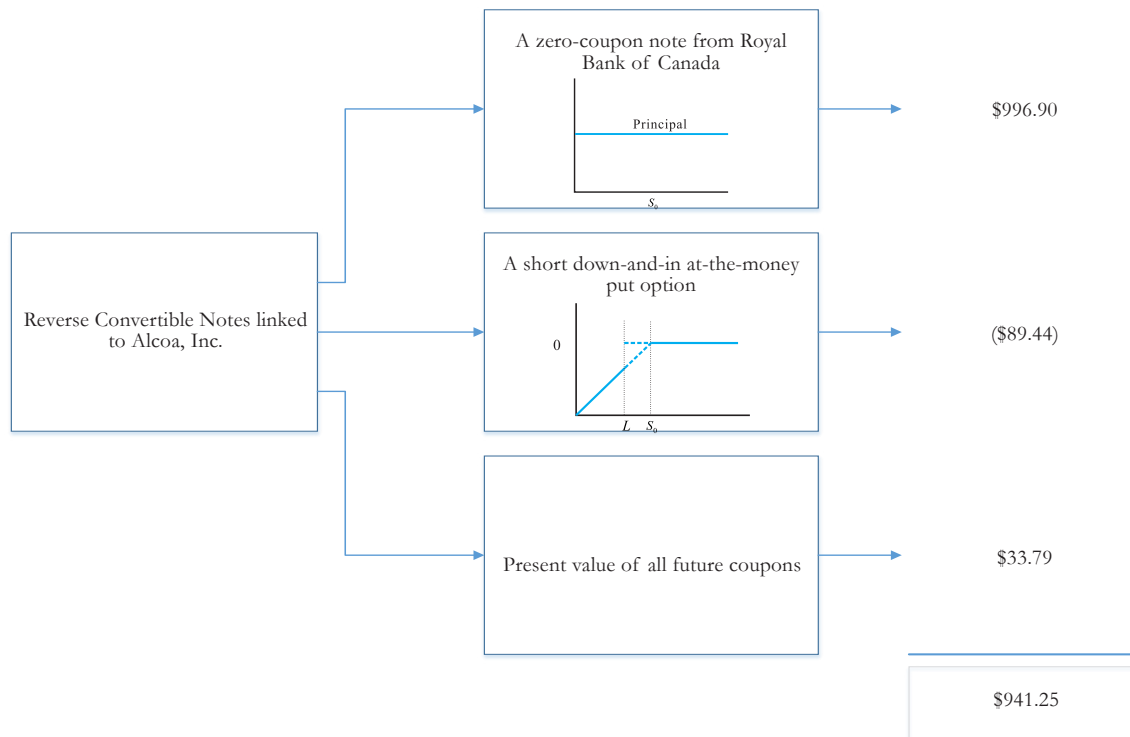 A zero-coupon note from Royal
Bank of Canada
Principal
S₀
$996.90
Reverse Convertible Notes linked
to Alcoa, Inc.
A short down-and-in at-the-money
put option
0
L S₀
($89.44)
Present value of all future coupons
$33.79
$941.25